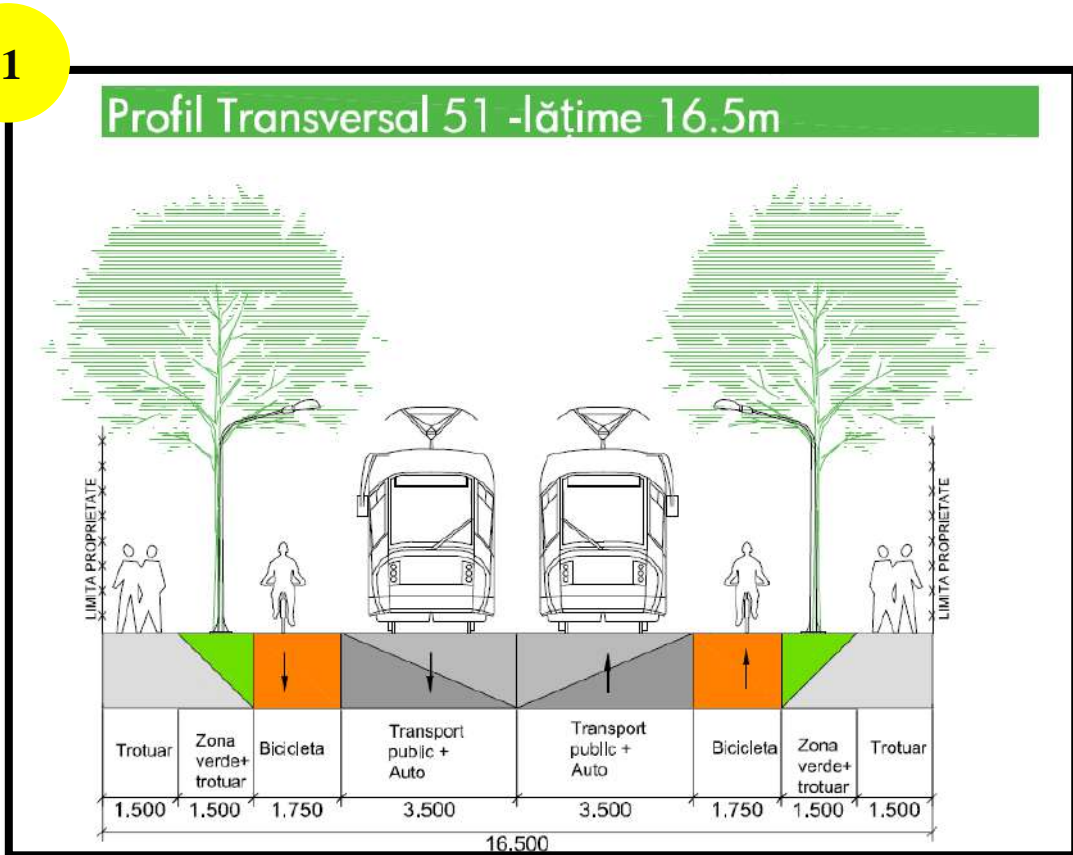 1
Profil Transversal 51 -lățime 16.5m
LIMITA PROPRIETATE
LIMITA PROPRIETATE
Trotuar
Zona
verde+
trotuar
Bicicleta
Transport
public +
Auto
Transport
public +
Auto
Bicicleta
Zona
verde+
trotuar
Trotuar
1.500 1.500 1.750 3.500 3.500 1.750 1.500 1.500
16.500